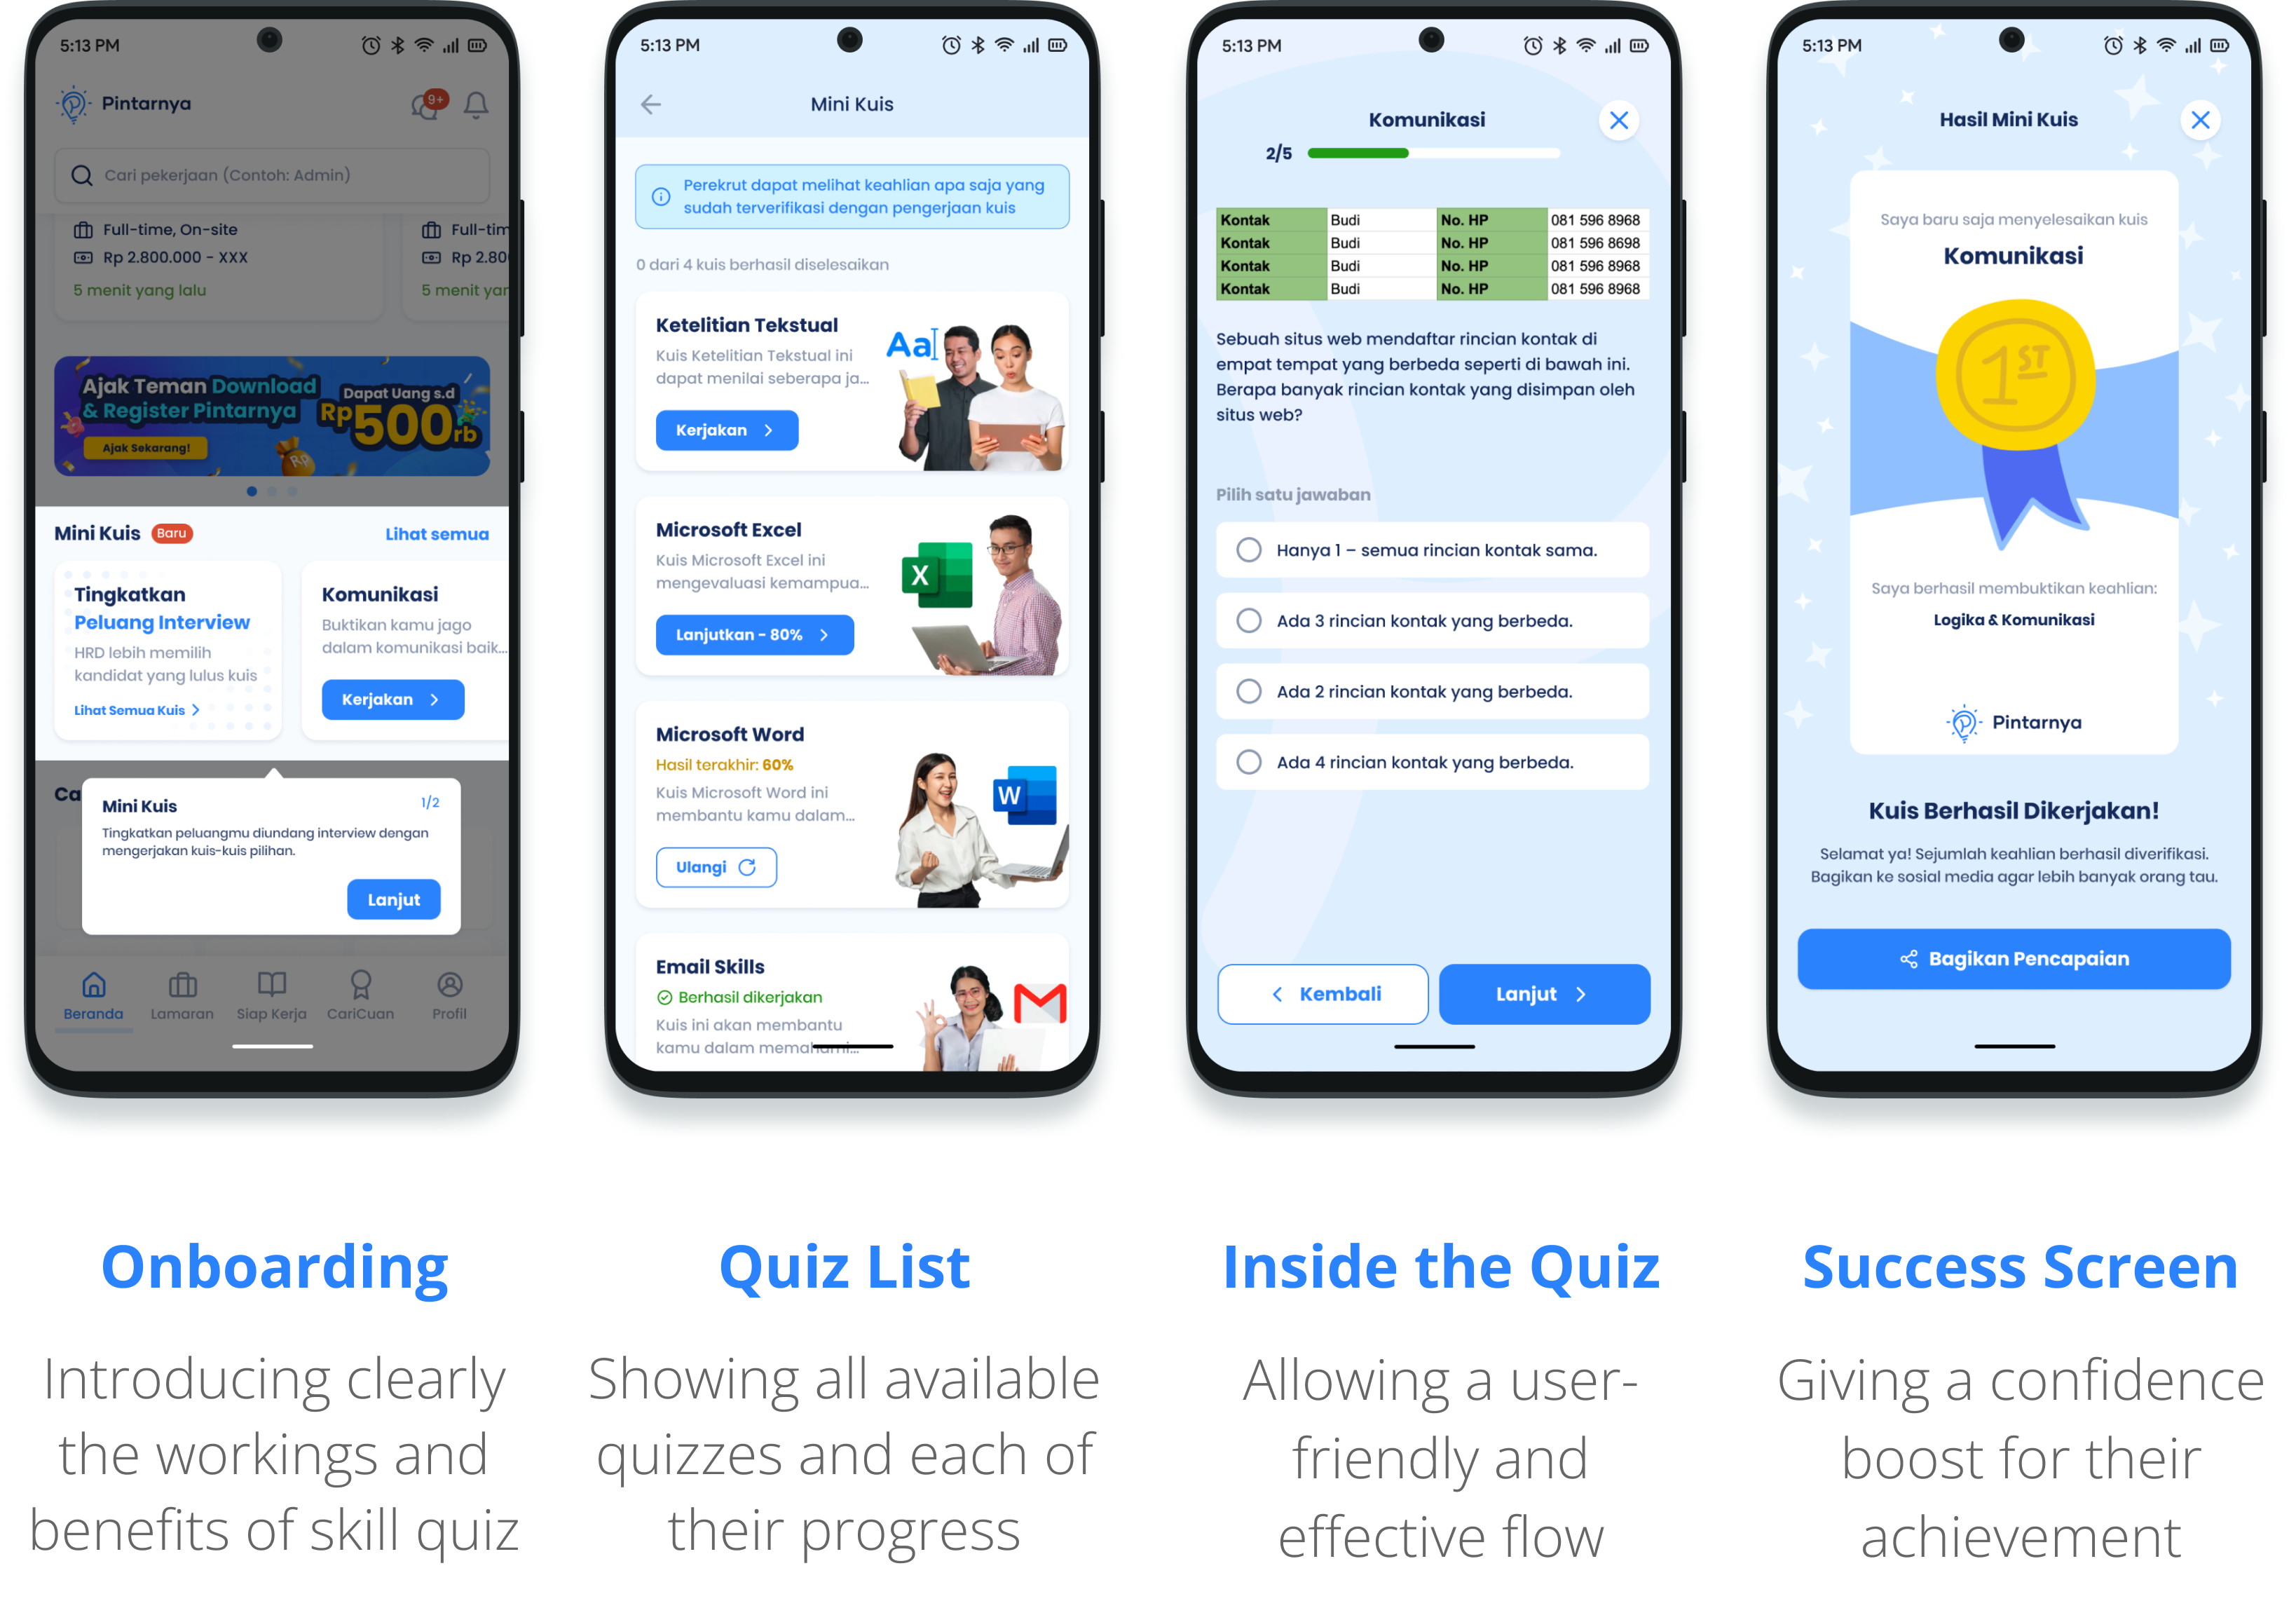 5:13 PM
Pintarnya
9+
Cari pekerjaan (Contoh: Admin)
Full-time, On-site
Rp 2.800.000 - XXX
5 menit yang lalu
Full-tim
Rp 2.80
5 menit yar
Ajak Teman Download
& Register Pintarnya
Ajak Sekarang!
Dapat Uang s.d
Rp500rb
Rp
Mini Kuis
Baru
Lihat semua
Tingkatkan
Peluang Interview
HRD lebih memilih
kandidat yang lulus kuis
Lihat Semua Kuis
Komunikasi
Buktikan kamu jago
dalam komunikasi baik...
Kerjakan
Ca
Mini Kuis
1/2
Tingkatkan peluangmu diundang interview dengan
mengerjakan kuis-kuis pilihan.
Lanjut
Beranda
Lamaran
Siap Kerja
CariCuan
Profil
5:13 PM
Mini Kuis
Perekrut dapat melihat keahlian apa saja yang
sudah terverifikasi dengan pengerjaan kuis
0 dari 4 kuis berhasil diselesaikan
Ketelitian Tekstual
Kuis Ketelitian Tekstual ini
dapat menilai seberapa ja...
Kerjakan
Aa
Microsoft Excel
Kuis Microsoft Excel ini
mengevaluasi kemampua...
Lanjutkan - 80%
X
Microsoft Word
Hasil terakhir: 60%
Kuis Microsoft Word ini
membantu kamu dalam...
Ulangi
W
Email Skills
Berhasil dikerjakan
Kuis ini akan membantu
kamu dalam memahami...
5:13 PM
Komunikasi
2/5
Kontak Budi No. HP 081 596 8968
Kontak Budi No. HP 081 596 8698
Kontak Budi No. HP 081 596 8968
Kontak Budi No. HP 081 596 8968
Sebuah situs web mendaftar rincian kontak di
empat tempat yang berbeda seperti di bawah ini.
Berapa banyak rincian kontak yang disimpan oleh
situs web?
Pilih satu jawaban
Hanya 1 – semua rincian kontak sama.
Ada 3 rincian kontak yang berbeda.
Ada 2 rincian kontak yang berbeda.
Ada 4 rincian kontak yang berbeda.
Kembali
Lanjut
5:13 PM
Hasil Mini Kuis
Saya baru saja menyelesaikan kuis
Komunikasi
1ST
Saya berhasil membuktikan keahlian:
Logika & Komunikasi
Pintarnya
Kuis Berhasil Dikerjakan!
Selamat ya! Sejumlah keahlian berhasil diverifikasi.
Bagikan ke sosial media agar lebih banyak orang tau.
Bagikan Pencapaian
Onboarding
Introducing clearly
the workings and
benefits of skill quiz
Quiz List
Showing all available
quizzes and each of
their progress
Inside the Quiz
Allowing a user-
friendly and
effective flow
Success Screen
Giving a confidence
boost for their
achievement